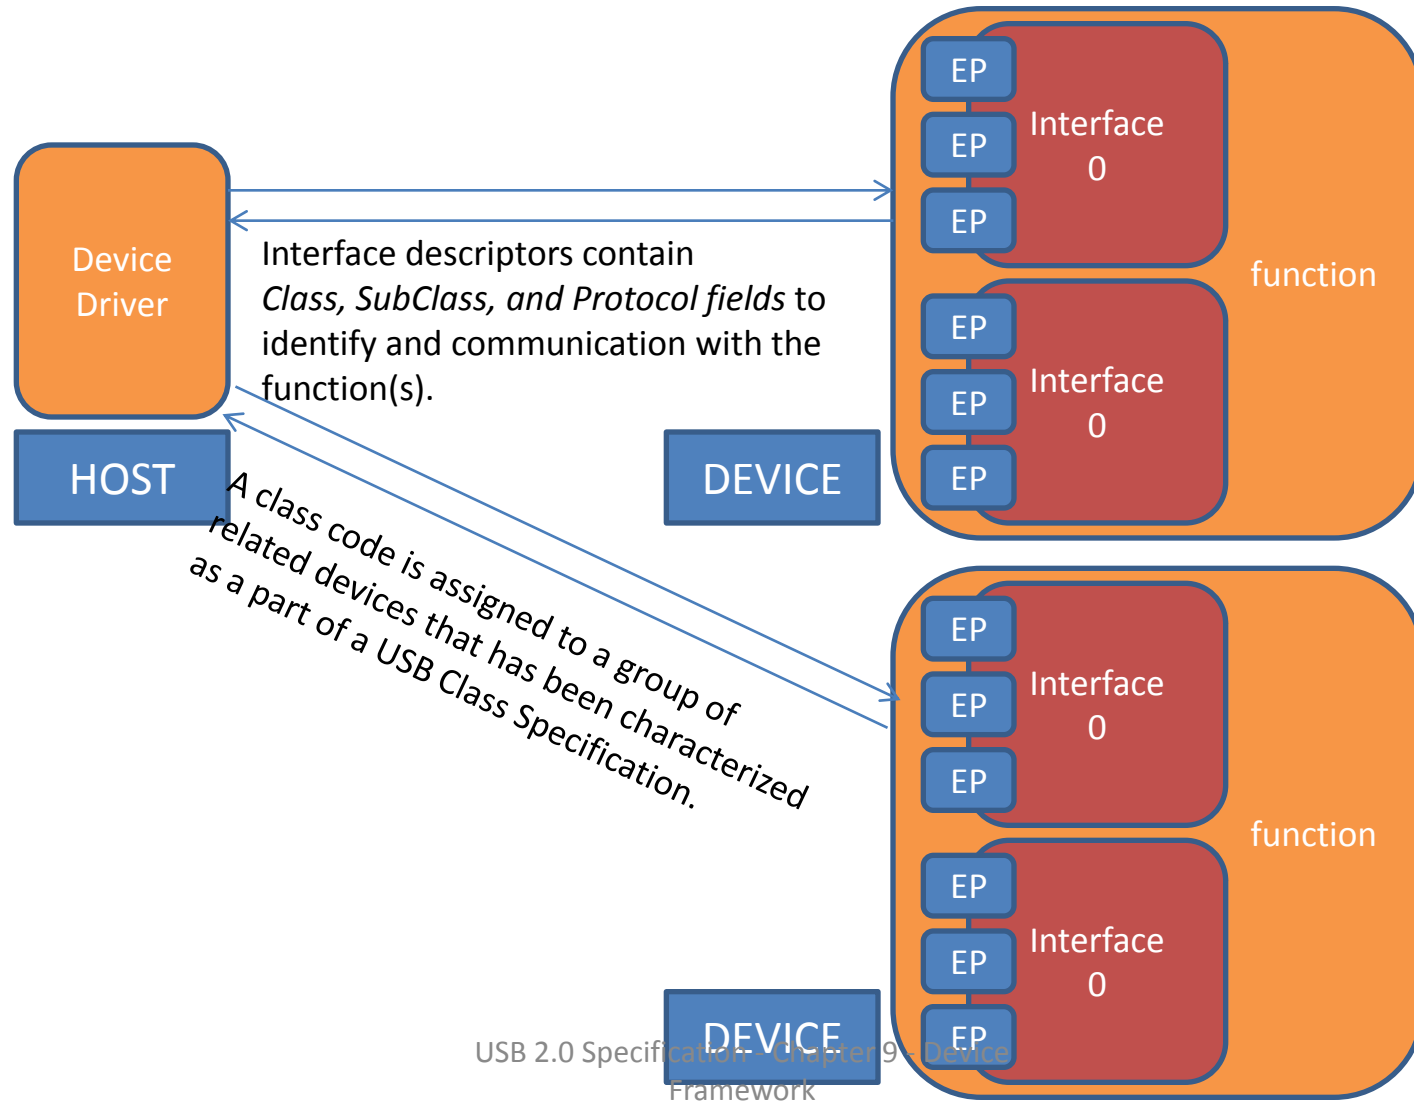 Device
Driver
HOST
Interface descriptors contain
Class, SubClass, and Protocol fields to
identify and communication with the
function(s).
A class code is assigned to a group of
related devices that has been characterized
as a part of a USB Class Specification.
DEVICE
EP
EP
EP
Interface
0
EP
EP
EP
Interface
0
function
DEVICE
EP
EP
EP
Interface
0
EP
EP
EP
Interface
0
function
USB 2.0 Specification - Chapter 9 - Device
Framework